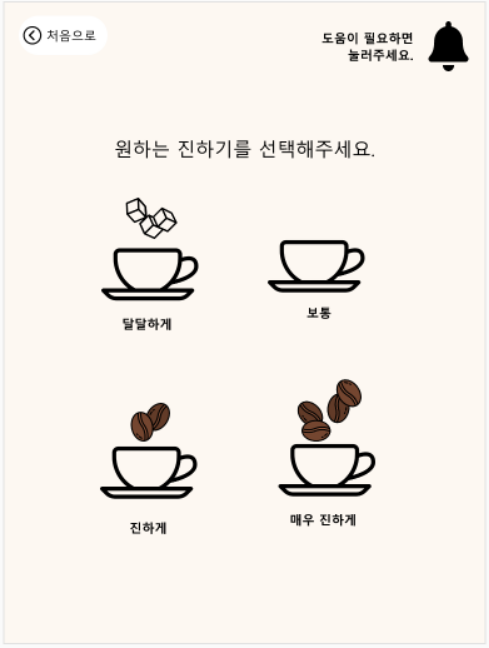 처음으로
도움이 필요하면
눌러주세요.
원하는 진하기를 선택해주세요.
달달하게
보통
진하게
매우 진하게